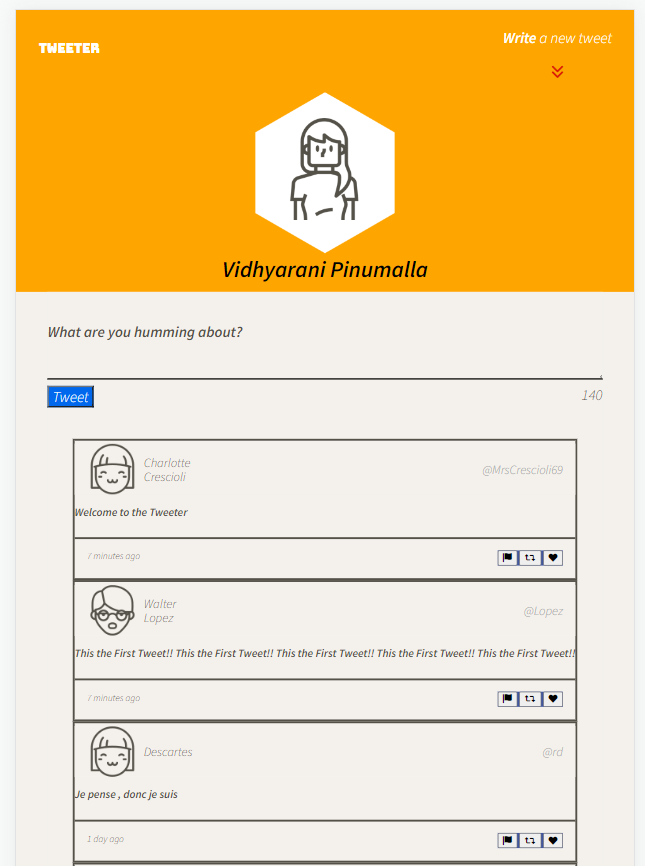 TWEETER
Write a new tweet
Vidhyarani Pinumalla
What are you humming about?
Tweet
140
Charlotte
Crescioli
@MrsCrescioli69
Welcome to the Tweeter
7 minutes ago
Walter
Lopez
@Lopez
This the First Tweet!! This the First Tweet!! This the First Tweet!! This the First Tweet!! This the First Tweet!!
7 minutes ago
Descartes
@rd
Je pense , donc je suis
1 day ago